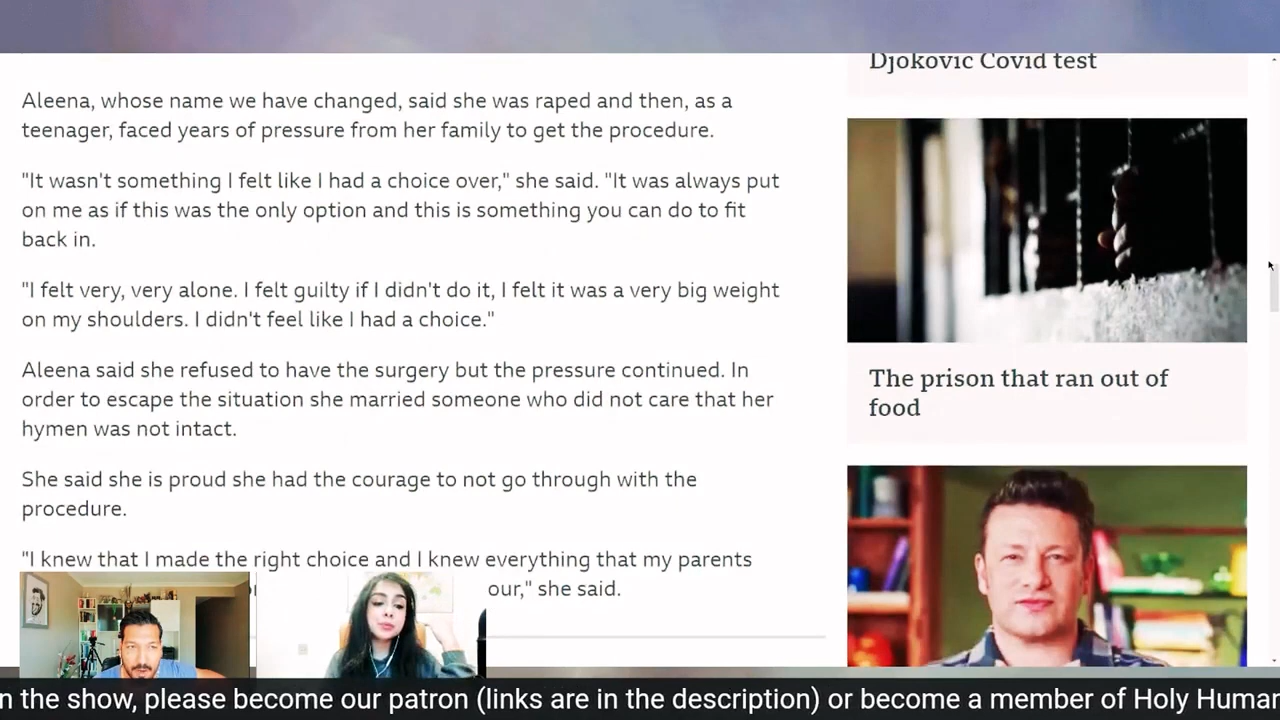 Djokovic Covid test
Aleena, whose name we have changed, said she was raped and then, as a
teenager, faced years of pressure from her family to get the procedure.
"It wasn't something I felt like I had a choice over," she said. "It was always put
on me as if this was the only option and this is something you can do to fit
back in.
"I felt very, very alone. I felt guilty if I didn't do it, I felt it was a very big weight
on my shoulders. I didn't feel like I had a choice."
Aleena said she refused to have the surgery but the pressure continued. In
order to escape the situation she married someone who did not care that her
hymen was not intact.
She said she is proud she had the courage to not go through with the
procedure.
"I knew that I made the right choice and I knew everything that my parents
our," she said.
The prison that ran out of
food
n the show, please become our patron (links are in the description) or become a member of Holy Human